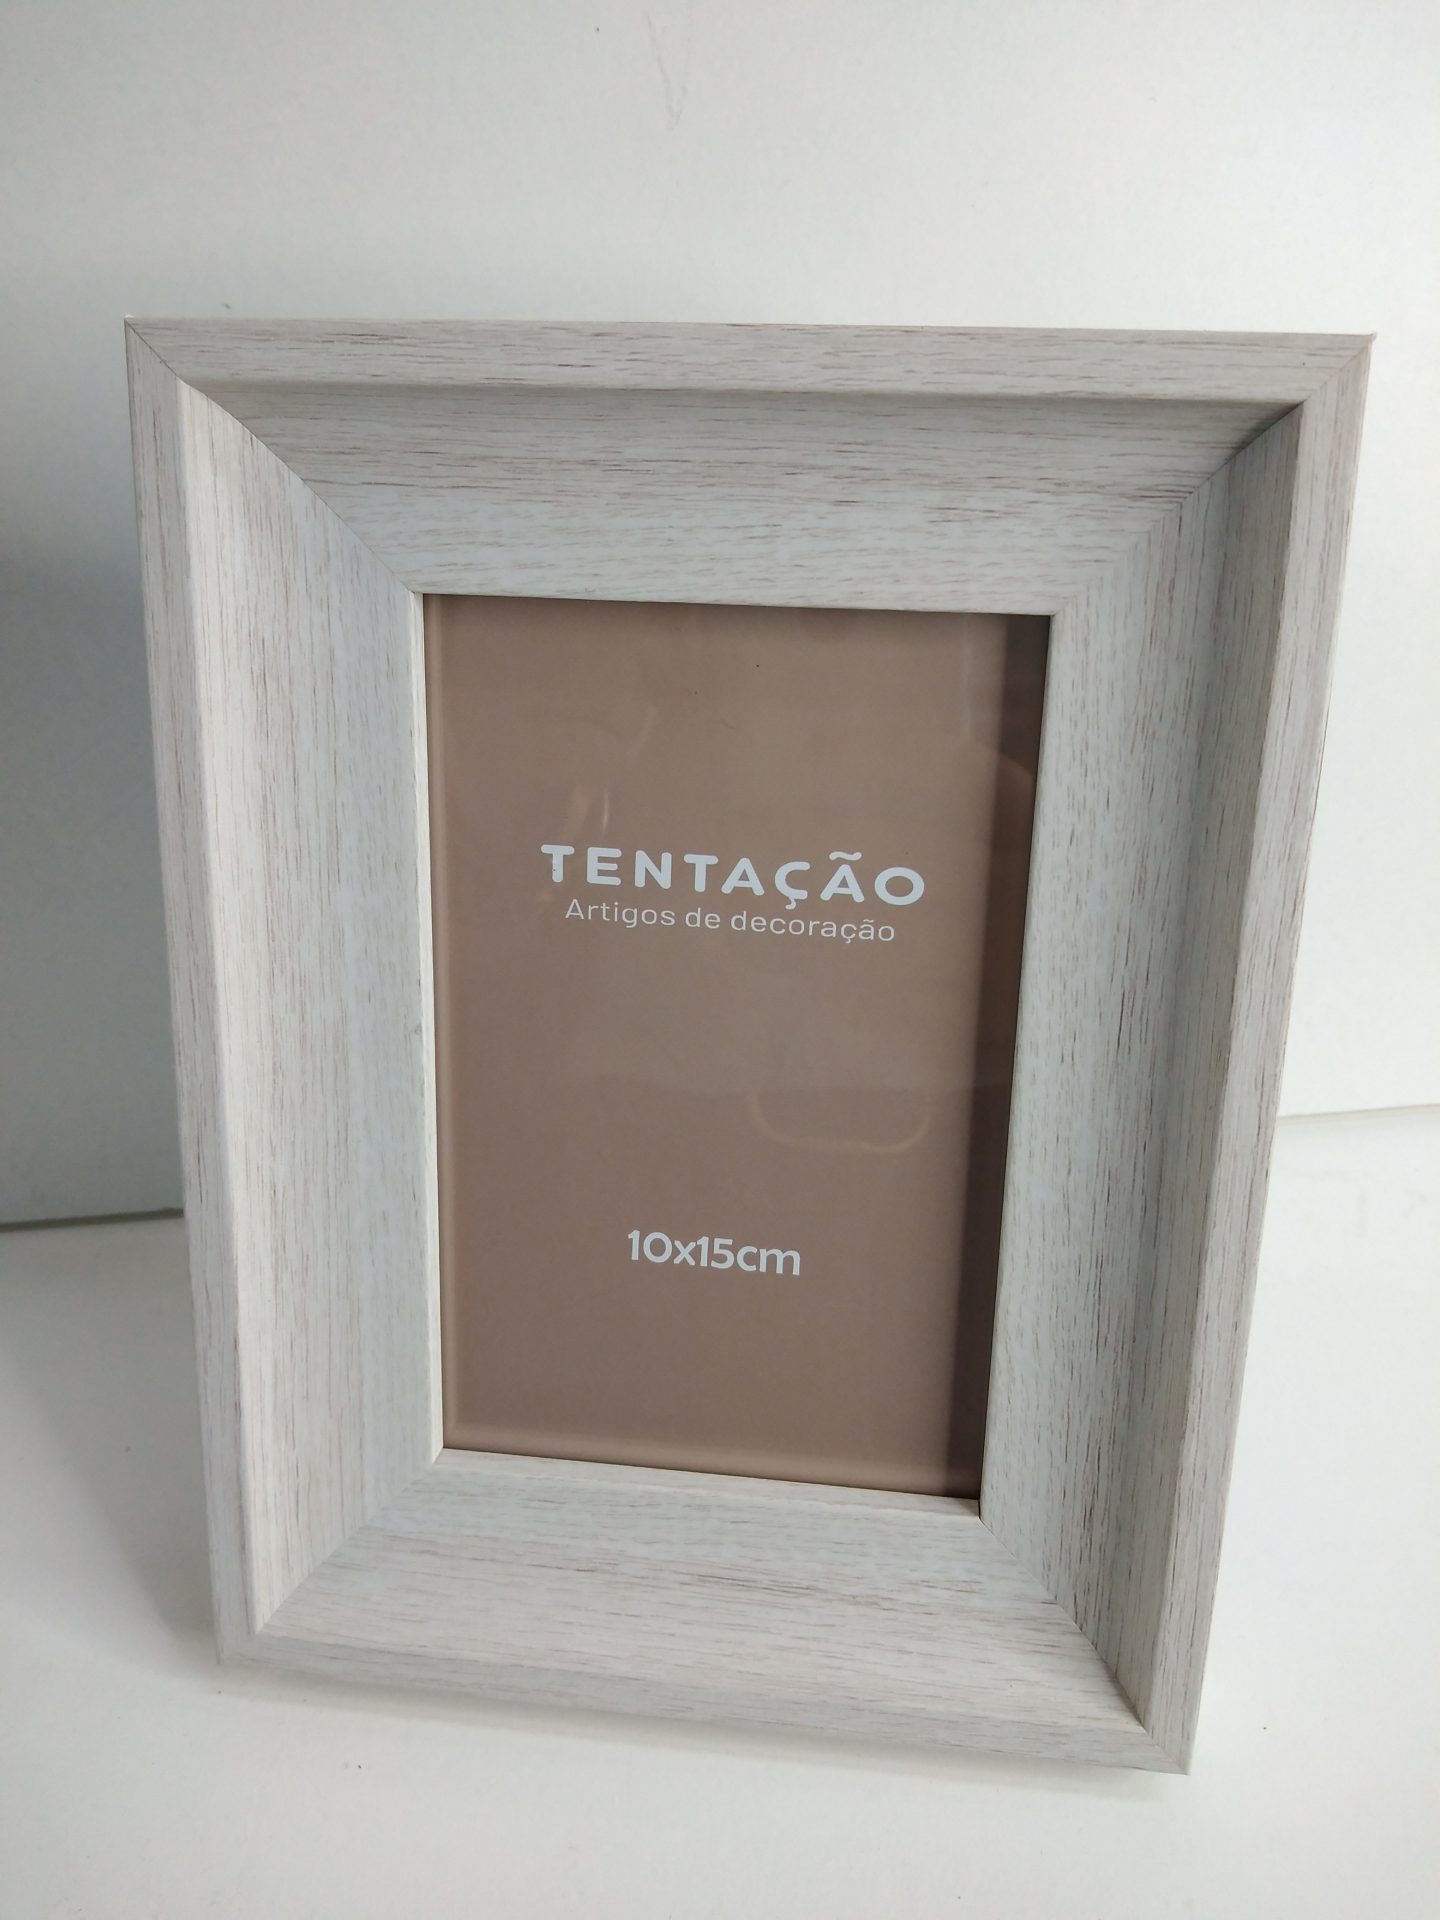 TENTAÇÃO
Artigos de decoração
10x15cm